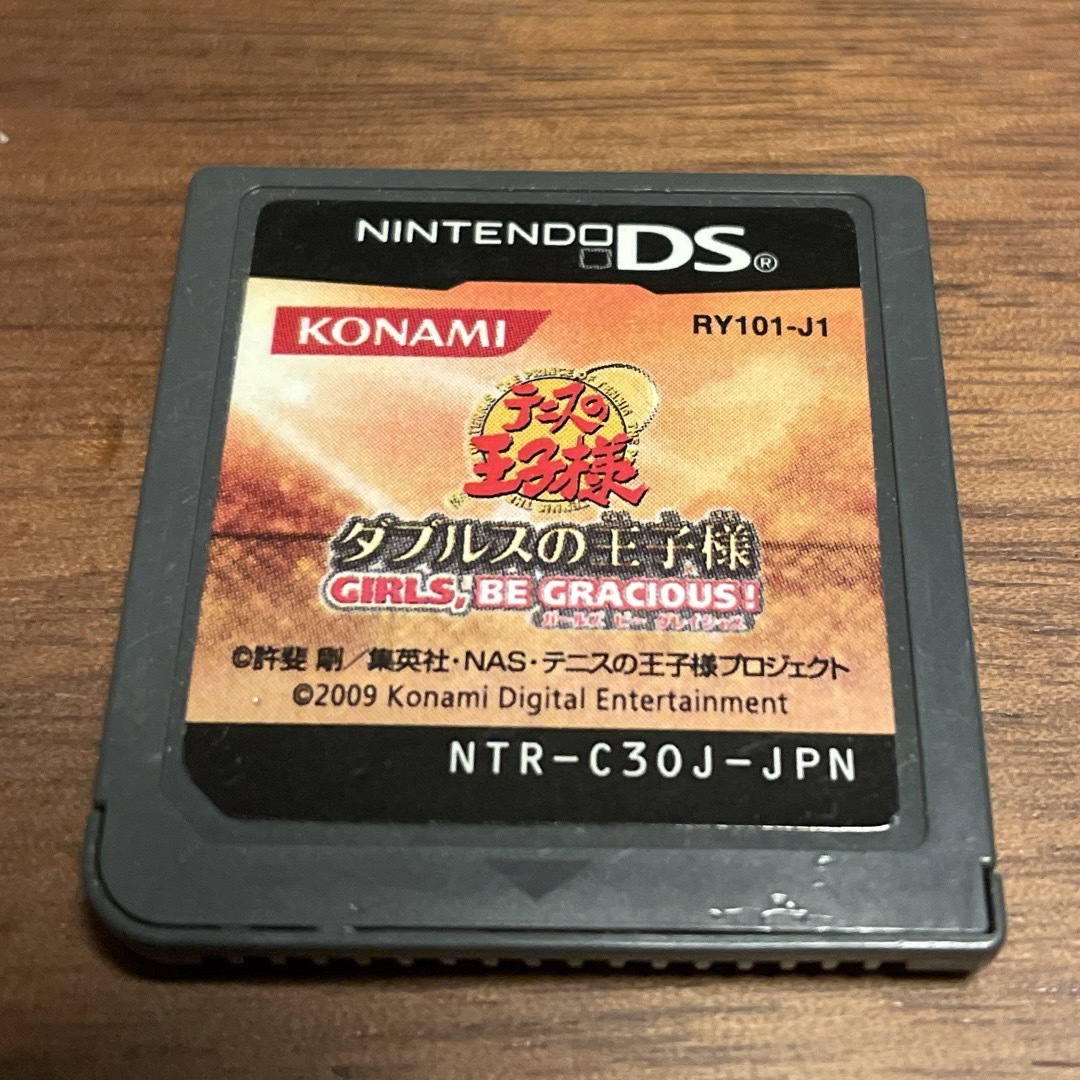 NINTENDO DS®
KONAMI
RY101-J1
テニスの
王子様
ダブルスの王子様
GIRLS, BE GRACIOUS!
ガールズ ビー グレイシャス
©許斐 剛／集英社・NAS・テニスの王子様プロジェクト
©2009 Konami Digital Entertainment
NTR-C3OJ-JPN